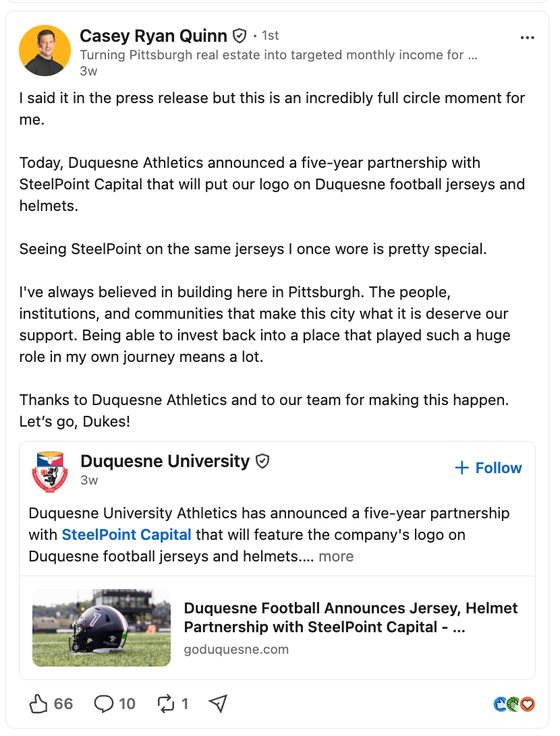 Casey Ryan Quinn · 1st
Turning Pittsburgh real estate into targeted monthly income for ...
3w
I said it in the press release but this is an incredibly full circle moment for
me.
Today, Duquesne Athletics announced a five-year partnership with
SteelPoint Capital that will put our logo on Duquesne football jerseys and
helmets.
Seeing SteelPoint on the same jerseys I once wore is pretty special.
I've always believed in building here in Pittsburgh. The people,
institutions, and communities that make this city what it is deserve our
support. Being able to invest back into a place that played such a huge
role in my own journey means a lot.
Thanks to Duquesne Athletics and to our team for making this happen.
Let’s go, Dukes!
Duquesne University
3w
+ Follow
Duquesne University Athletics has announced a five-year partnership
with SteelPoint Capital that will feature the company's logo on
Duquesne football jerseys and helmets.... more
7
Duquesne Football Announces Jersey, Helmet
Partnership with SteelPoint Capital - ...
goduquesne.com
66 10 1